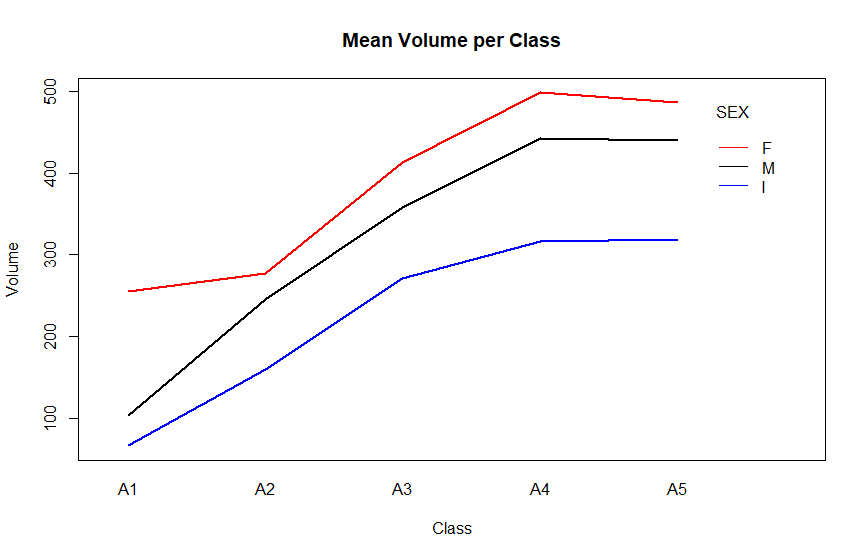 Mean Volume per Class
500
400
300
200
100
Volume
SEX
F
M
I
A1 A2 A3 A4 A5
Class